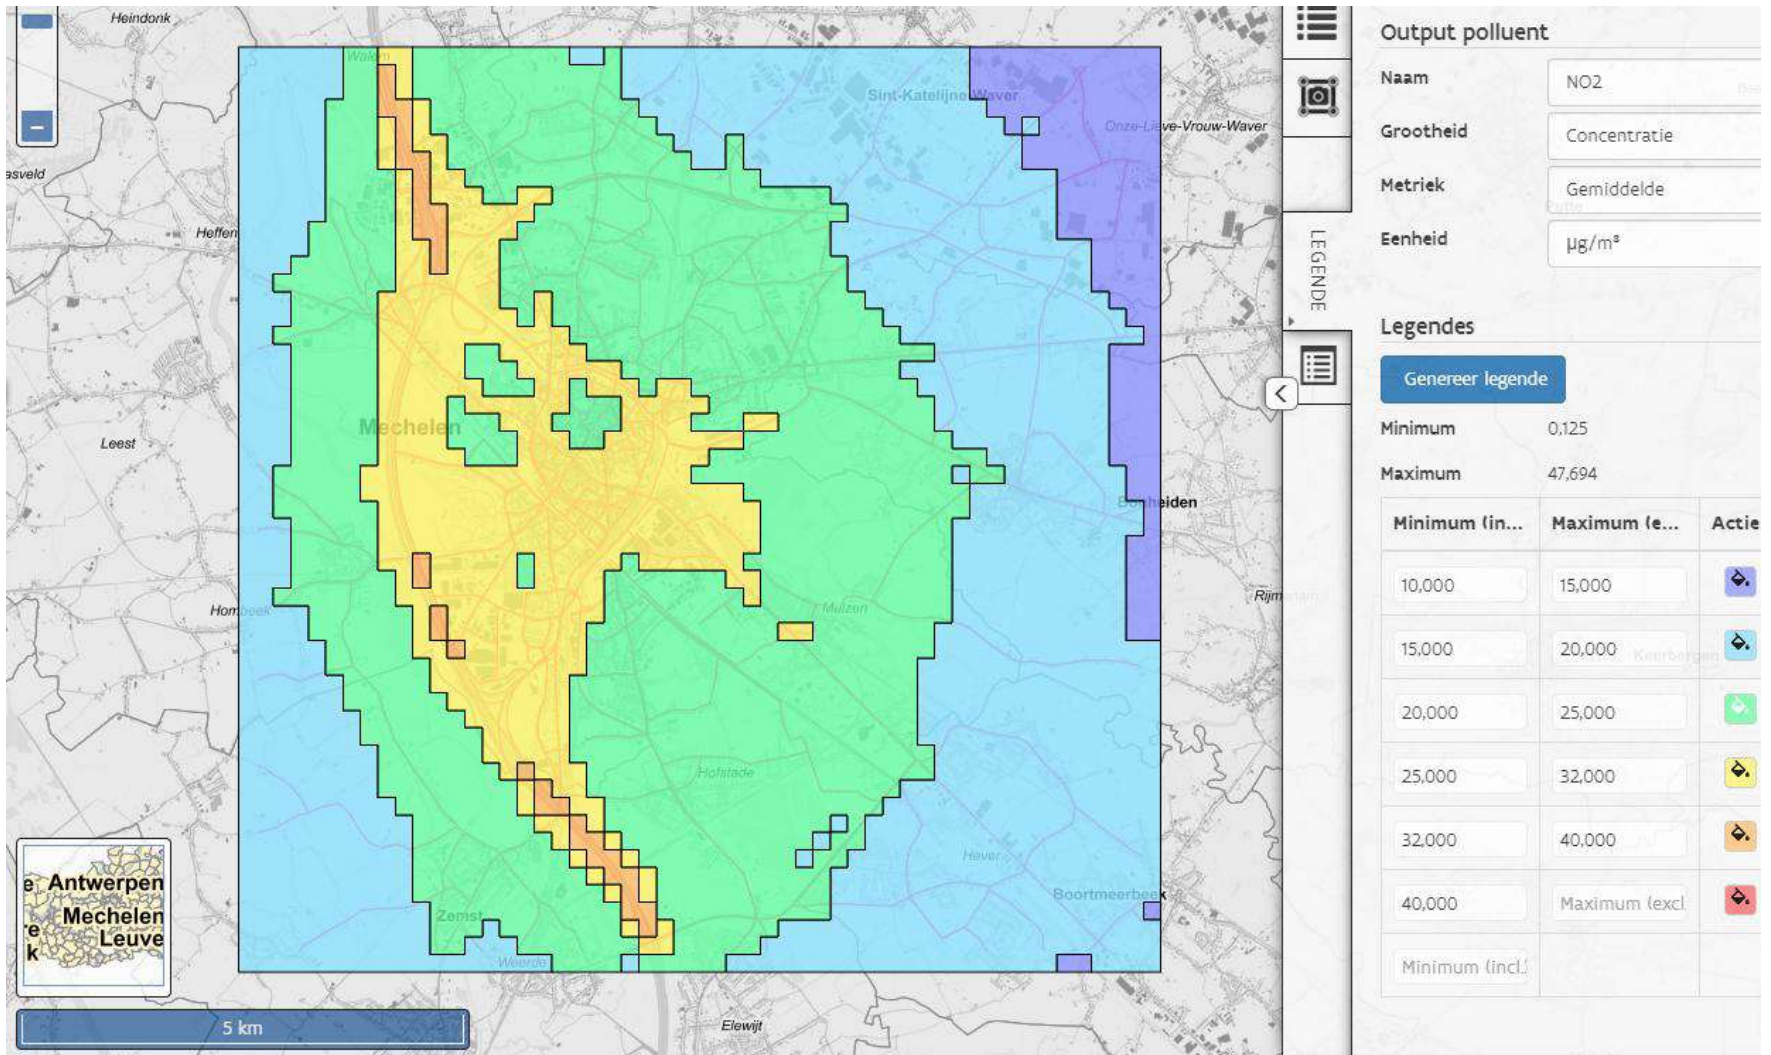 Heindonk
Walem
Sint-Katelijne-Waver
Onze-Lieve-Vrouw-Waver
Heffen
Mechelen
Leest
Bonheiden
Hombeek
Muizen
Rijmenam
Hofstade
Hever
Boortmeerbeek
Zemst
Weerde
Elewijt
asveld
−
e Antwerpen
Mechelen
Leuve
k
5 km
LEGENDE
Output polluent
Naam
NO2
Grootheid
Concentratie
Metriek
Gemiddelde
Putte
Eenheid
µg/m³
Legendes
Genereer legende
Minimum
0,125
Maximum
47,694
Minimum (in... Maximum (e... Actie
10,000 15,000
15,000 20,000
Keerbergen
20,000 25,000
25,000 32,000
32,000 40,000
40,000 Maximum (excl
Minimum (incl.